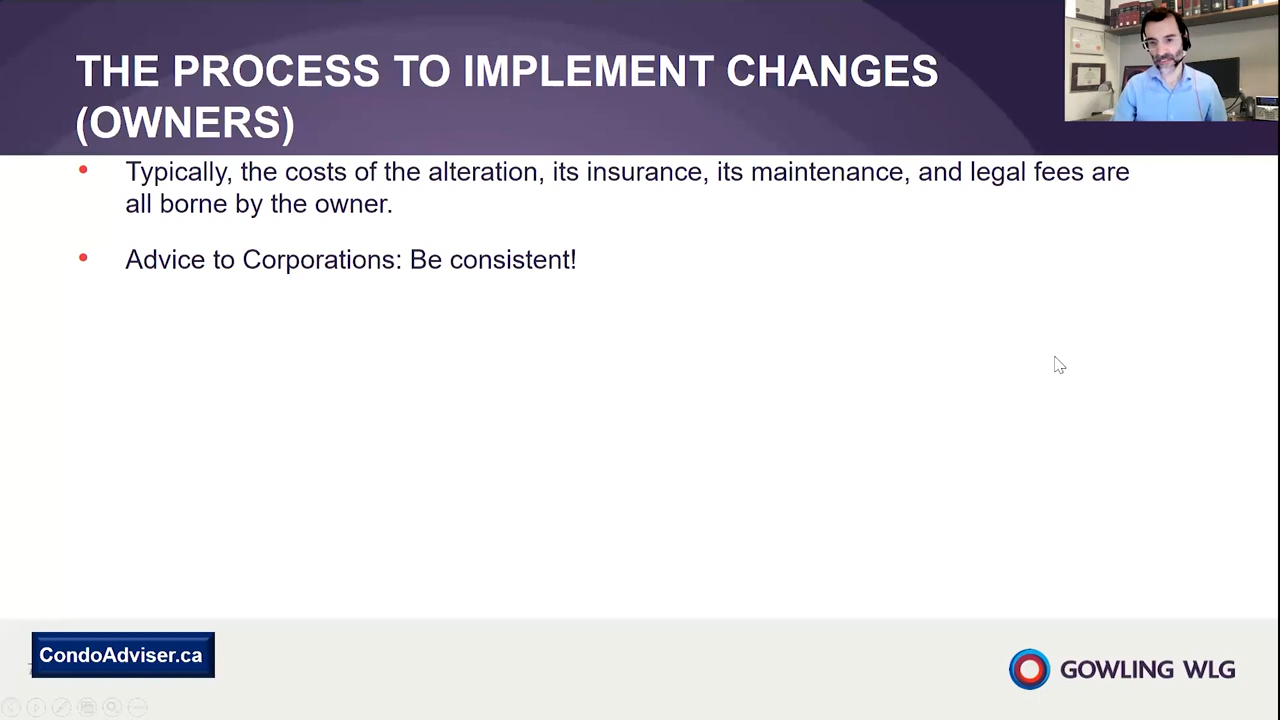 THE PROCESS TO IMPLEMENT CHANGES
(OWNERS)
• Typically, the costs of the alteration, its insurance, its maintenance, and legal fees are
all borne by the owner.
• Advice to Corporations: Be consistent!
CondoAdviser.ca
GOWLING WLG